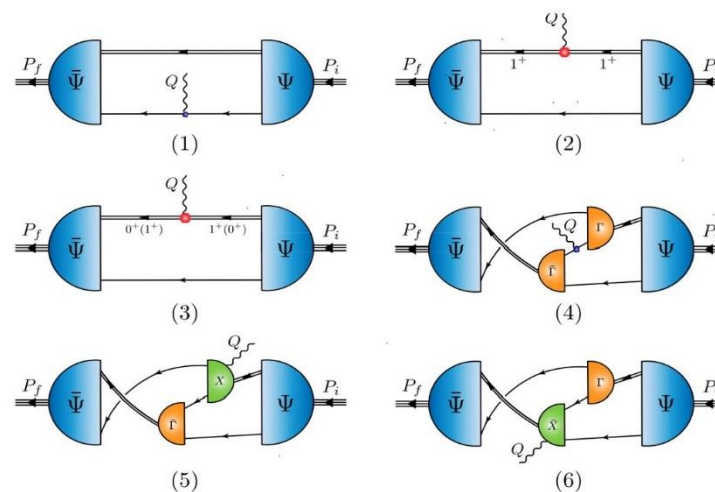 Q
P_f Ψ̄ Q Ψ P_i
(1)
1⁺ 1⁺
P_f Ψ̄ Ψ P
(2)
Q
0⁺(1⁺) 1⁺(0⁺)
P_f Ψ̄ Ψ P_i
(3)
Q Γ
P_f Ψ̄ Γ̄ Ψ P
(4)
Q
X
P_f Ψ̄ Γ̄ Ψ P_i
(5)
Γ
P_f Ψ̄ X̄ Ψ P
Q
(6)